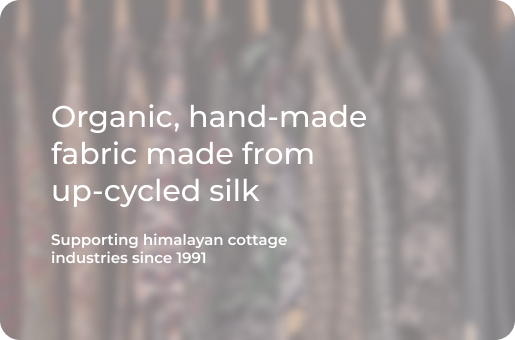 Organic, hand-made
fabric made from
up-cycled silk
Supporting himalayan cottage
industries since 1991